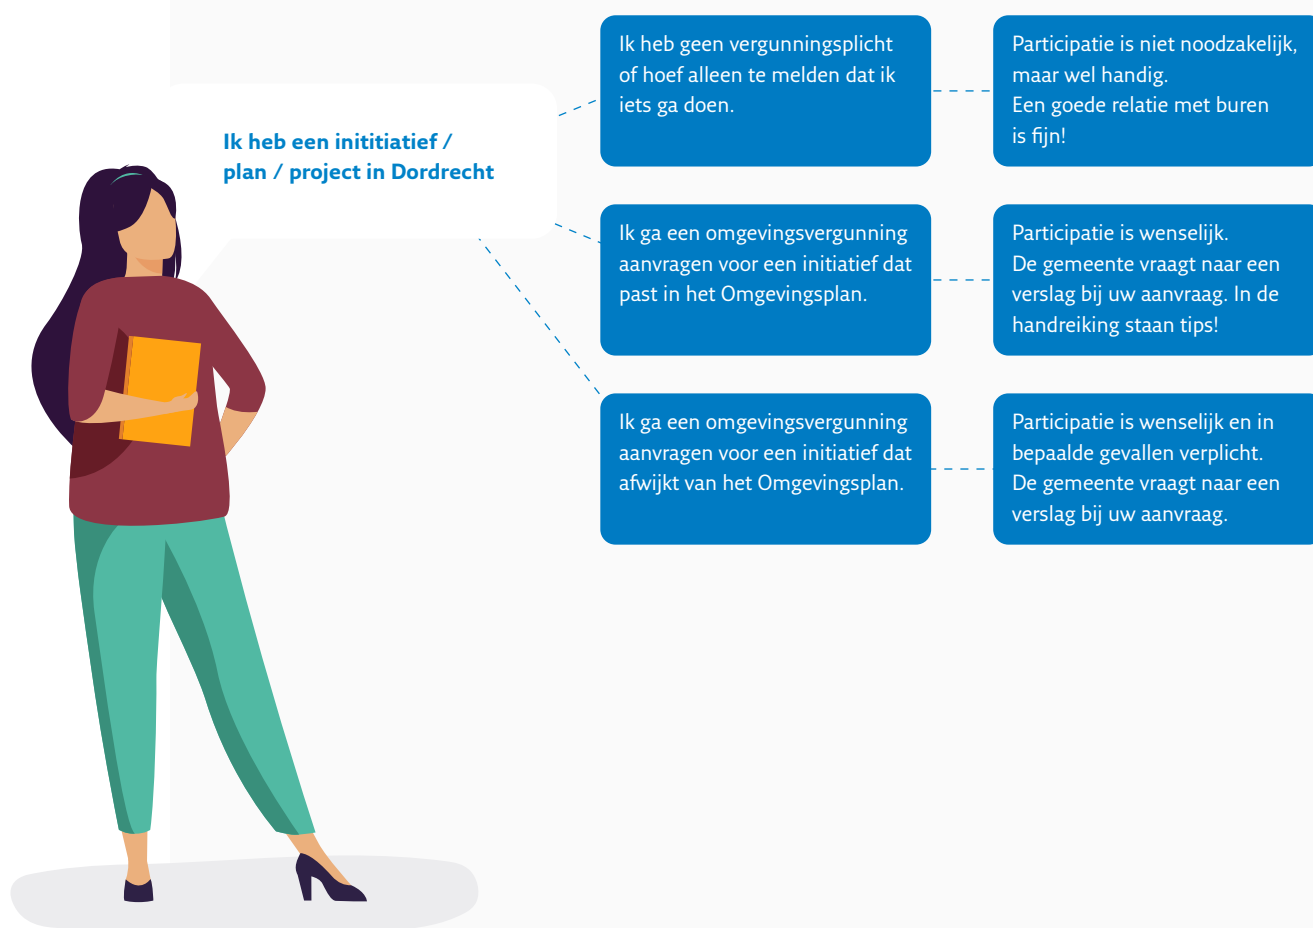 Ik heb een inititiatief /
plan / project in Dordrecht
Ik heb geen vergunningsplicht
of hoef alleen te melden dat ik
iets ga doen.
Participatie is niet noodzakelijk,
maar wel handig.
Een goede relatie met buren
is fijn!
Ik ga een omgevingsvergunning
aanvragen voor een initiatief dat
past in het Omgevingsplan.
Participatie is wenselijk.
De gemeente vraagt naar een
verslag bij uw aanvraag. In de
handreiking staan tips!
Ik ga een omgevingsvergunning
aanvragen voor een initiatief dat
afwijkt van het Omgevingsplan.
Participatie is wenselijk en in
bepaalde gevallen verplicht.
De gemeente vraagt naar een
verslag bij uw aanvraag.